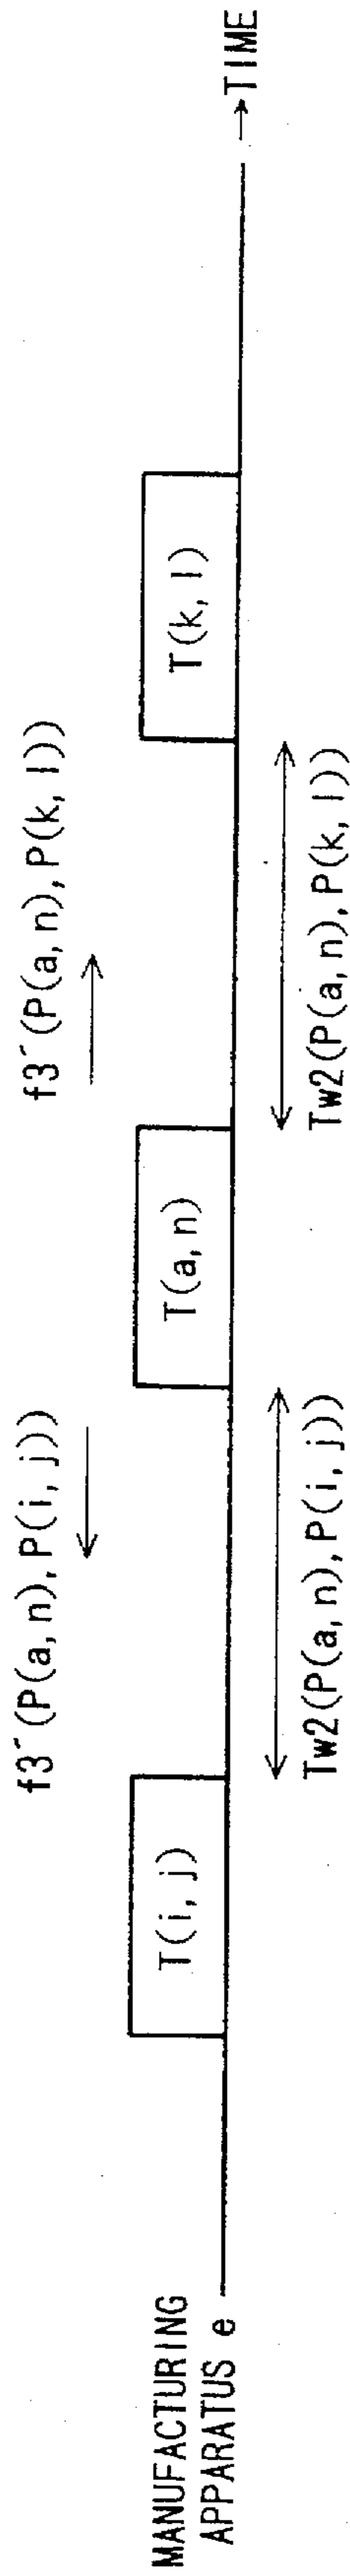 f3´(P(a, n), P(i, j))
f3´(P(a, n), P(k, l))
MANUFACTURING
APPARATUS e
T(i, j)
T(a, n)
T(k, l)
→TIME
Tw2(P(a, n), P(i, j))
Tw2(P(a, n), P(k, l))